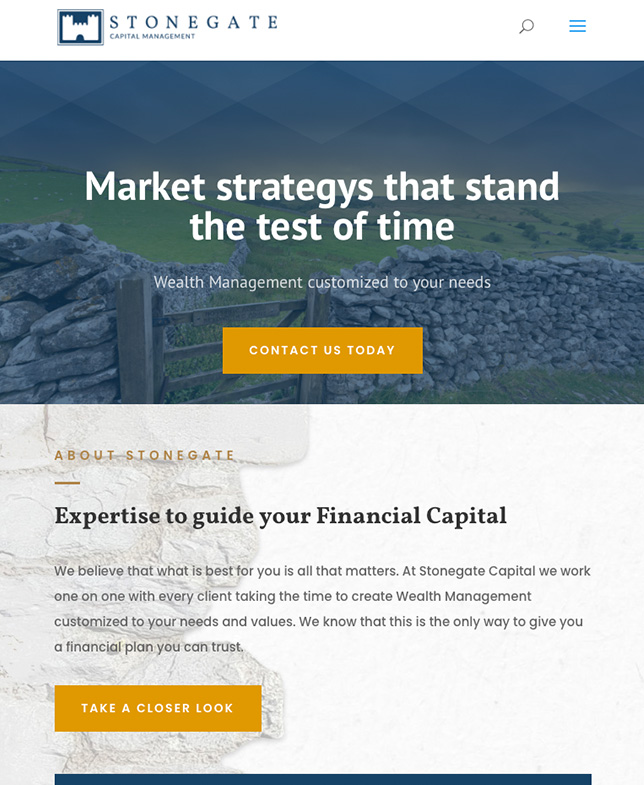 STONEGATE
CAPITAL MANAGEMENT
Market strategys that stand
the test of time
Wealth Management customized to your needs
CONTACT US TODAY
ABOUT STONEGATE
Expertise to guide your Financial Capital
We believe that what is best for you is all that matters. At Stonegate Capital we work
one on one with every client taking the time to create Wealth Management
customized to your needs and values. We know that this is the only way to give you
a financial plan you can trust.
TAKE A CLOSER LOOK